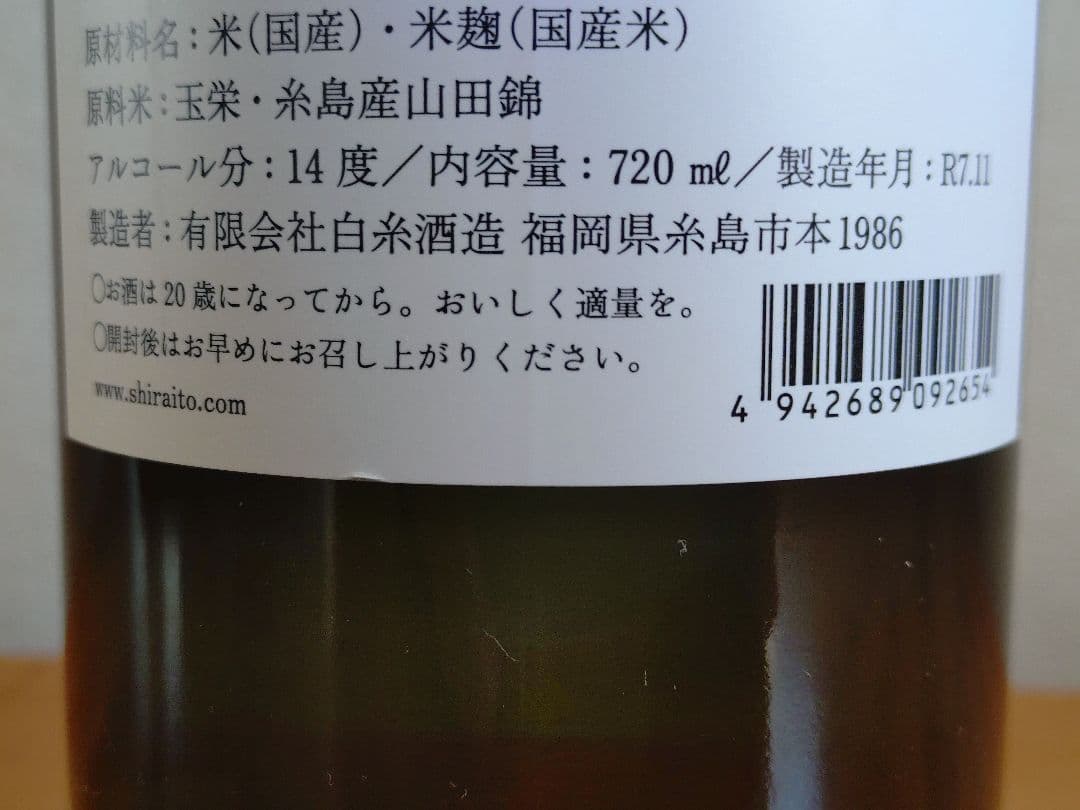 原材料名：米(国産)・米麹(国産米)
原料米：玉栄・糸島産山田錦
アルコール分：14度／内容量：720 ㎖／製造年月：R7.11
製造者：有限会社白糸酒造 福岡県糸島市本1986
○お酒は20歳になってから。おいしく適量を。
○開封後はお早めにお召し上がりください。
www.shiraito.com
4 942689 092654